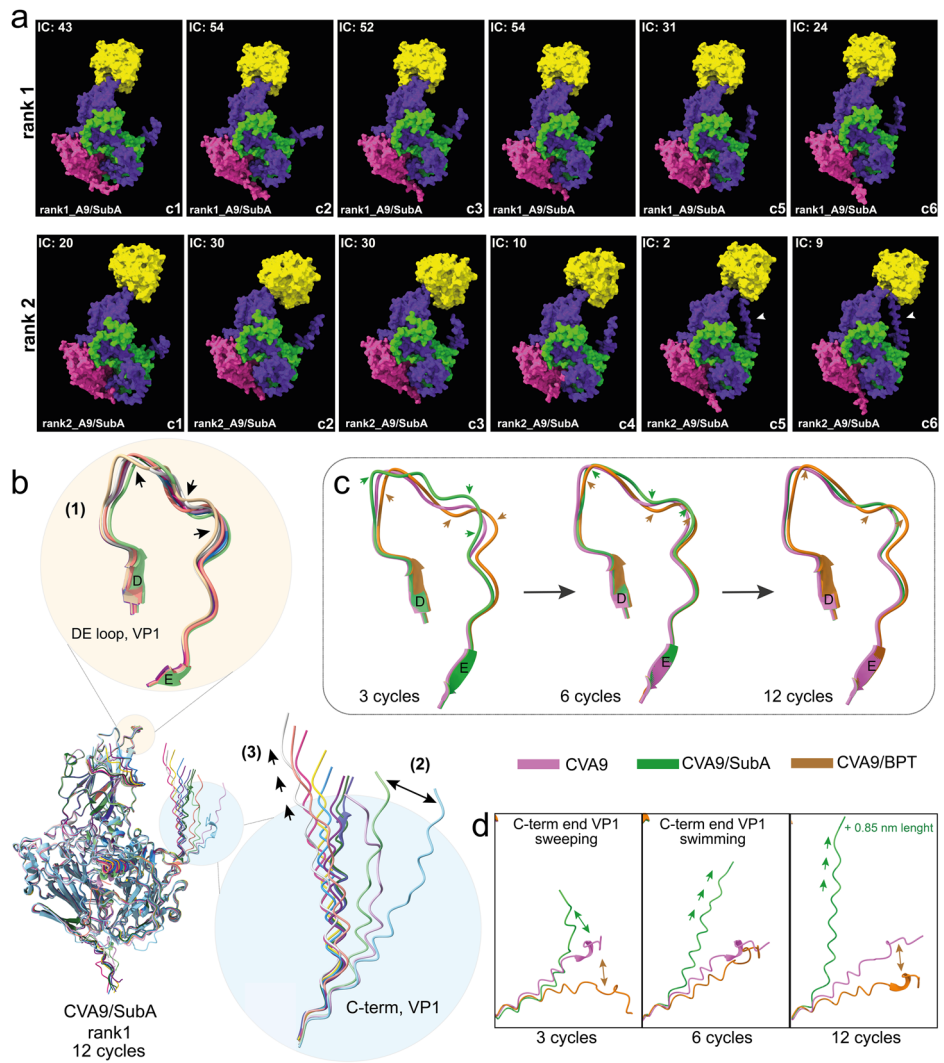 a
rank 1
IC: 43
rank1_A9/SubA
c1
IC: 54
rank1_A9/SubA
c2
IC: 52
rank1_A9/SubA
c3
IC: 54
rank1_A9/SubA
c4
IC: 31
rank1_A9/SubA
c5
IC: 24
rank1_A9/SubA
c6
rank 2
IC: 20
rank2_A9/SubA
c1
IC: 30
rank2_A9/SubA
c2
IC: 30
rank2_A9/SubA
c3
IC: 10
rank2_A9/SubA
c4
IC: 2
rank2_A9/SubA
c5
IC: 9
rank2_A9/SubA
c6
b
(1)
D
DE loop, VP1
E
(3)
(2)
C-term, VP1
CVA9/SubA
rank1
12 cycles
c
D
E
3 cycles
D
E
6 cycles
D
E
12 cycles
CVA9
CVA9/SubA
CVA9/BPT
d
C-term end VP1
sweeping
3 cycles
C-term end VP1
swimming
6 cycles
+ 0.85 nm lenght
12 cycles